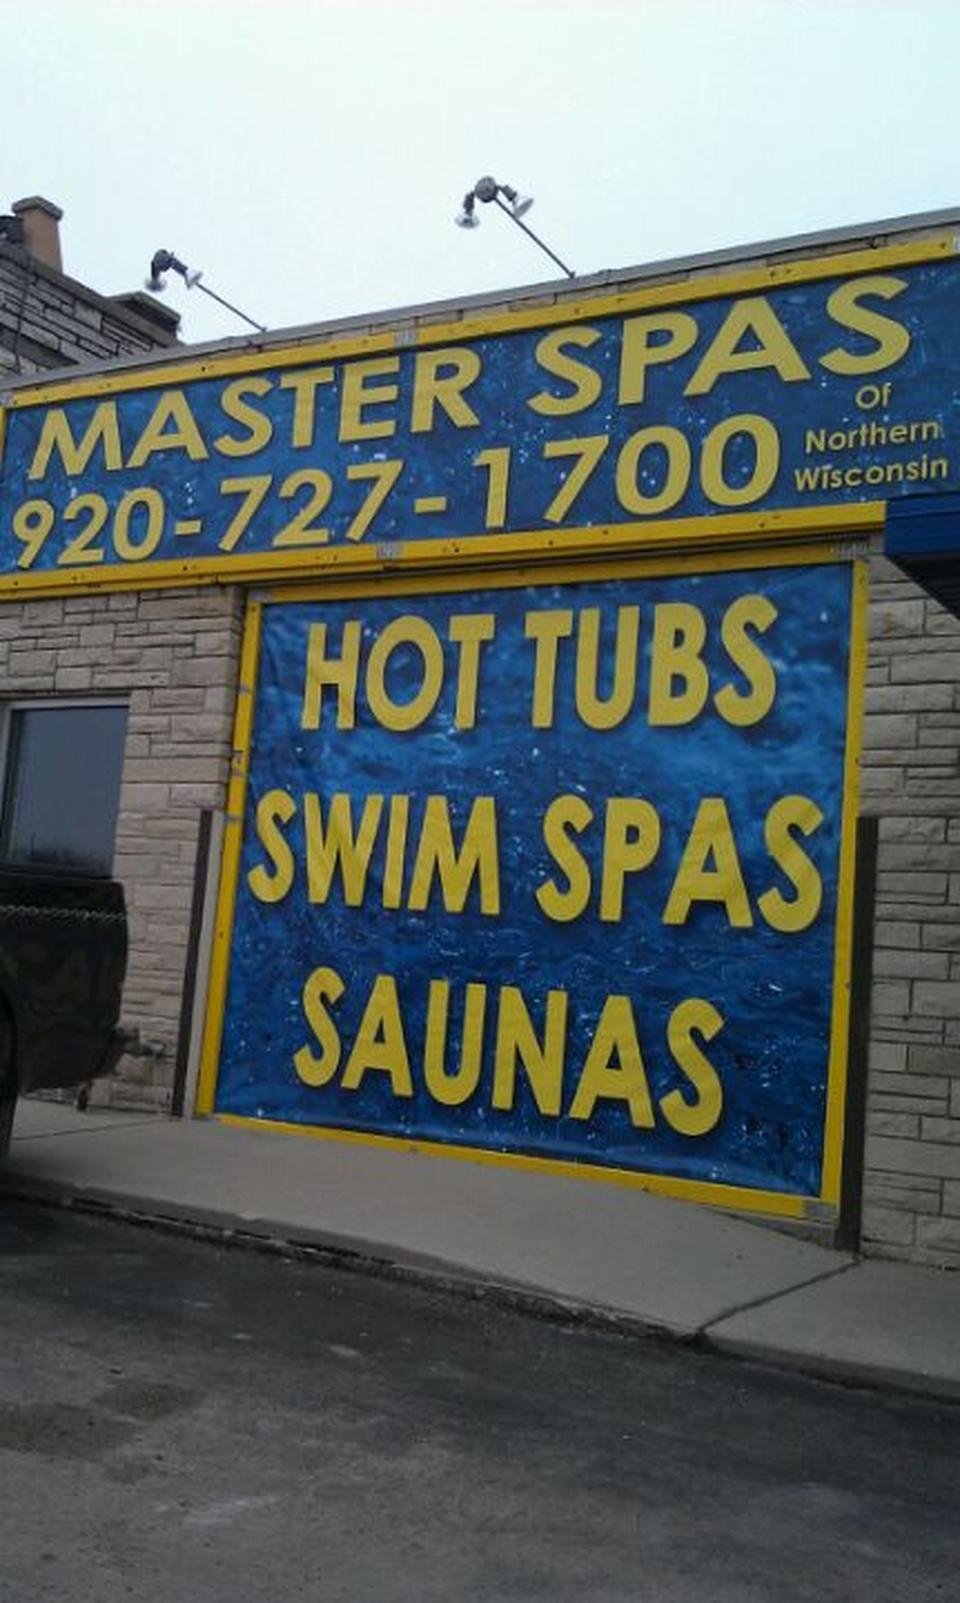 MASTER SPAS
Of
Northern
Wisconsin
920-727-1700
HOT TUBS
SWIM SPAS
SAUNAS